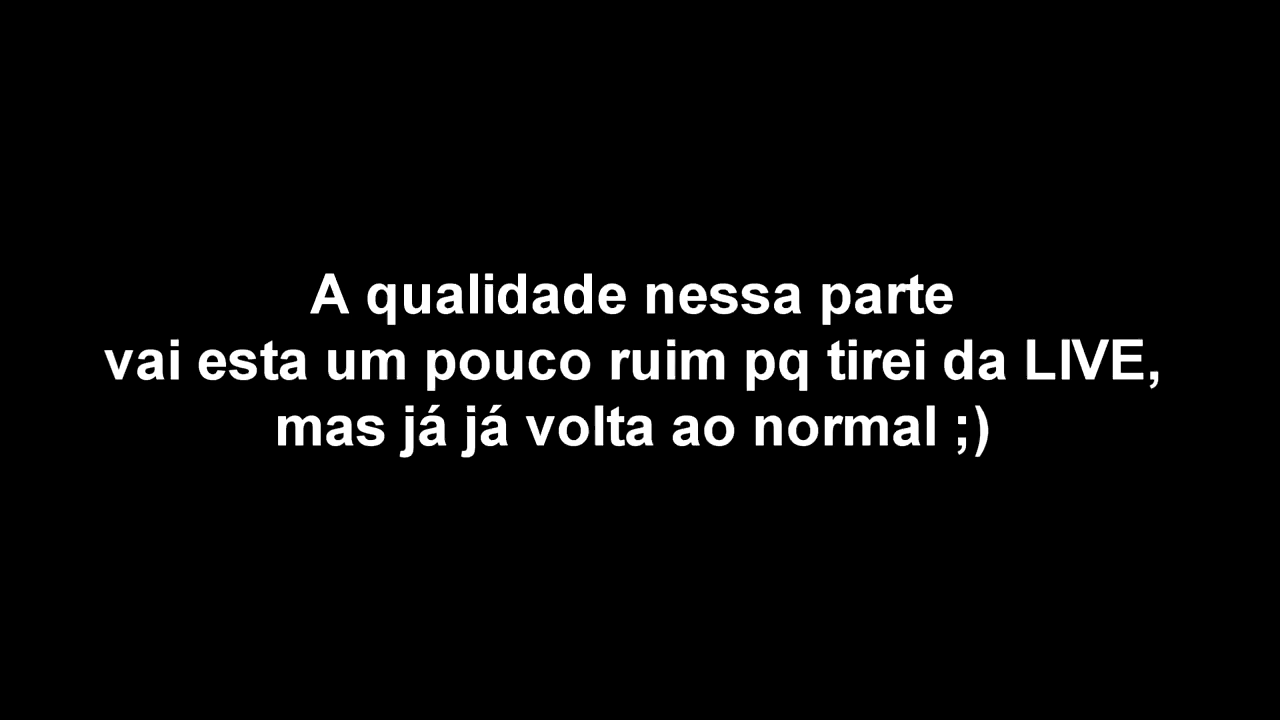 A qualidade nessa parte
vai esta um pouco ruim pq tirei da LIVE,
mas já já volta ao normal ;)